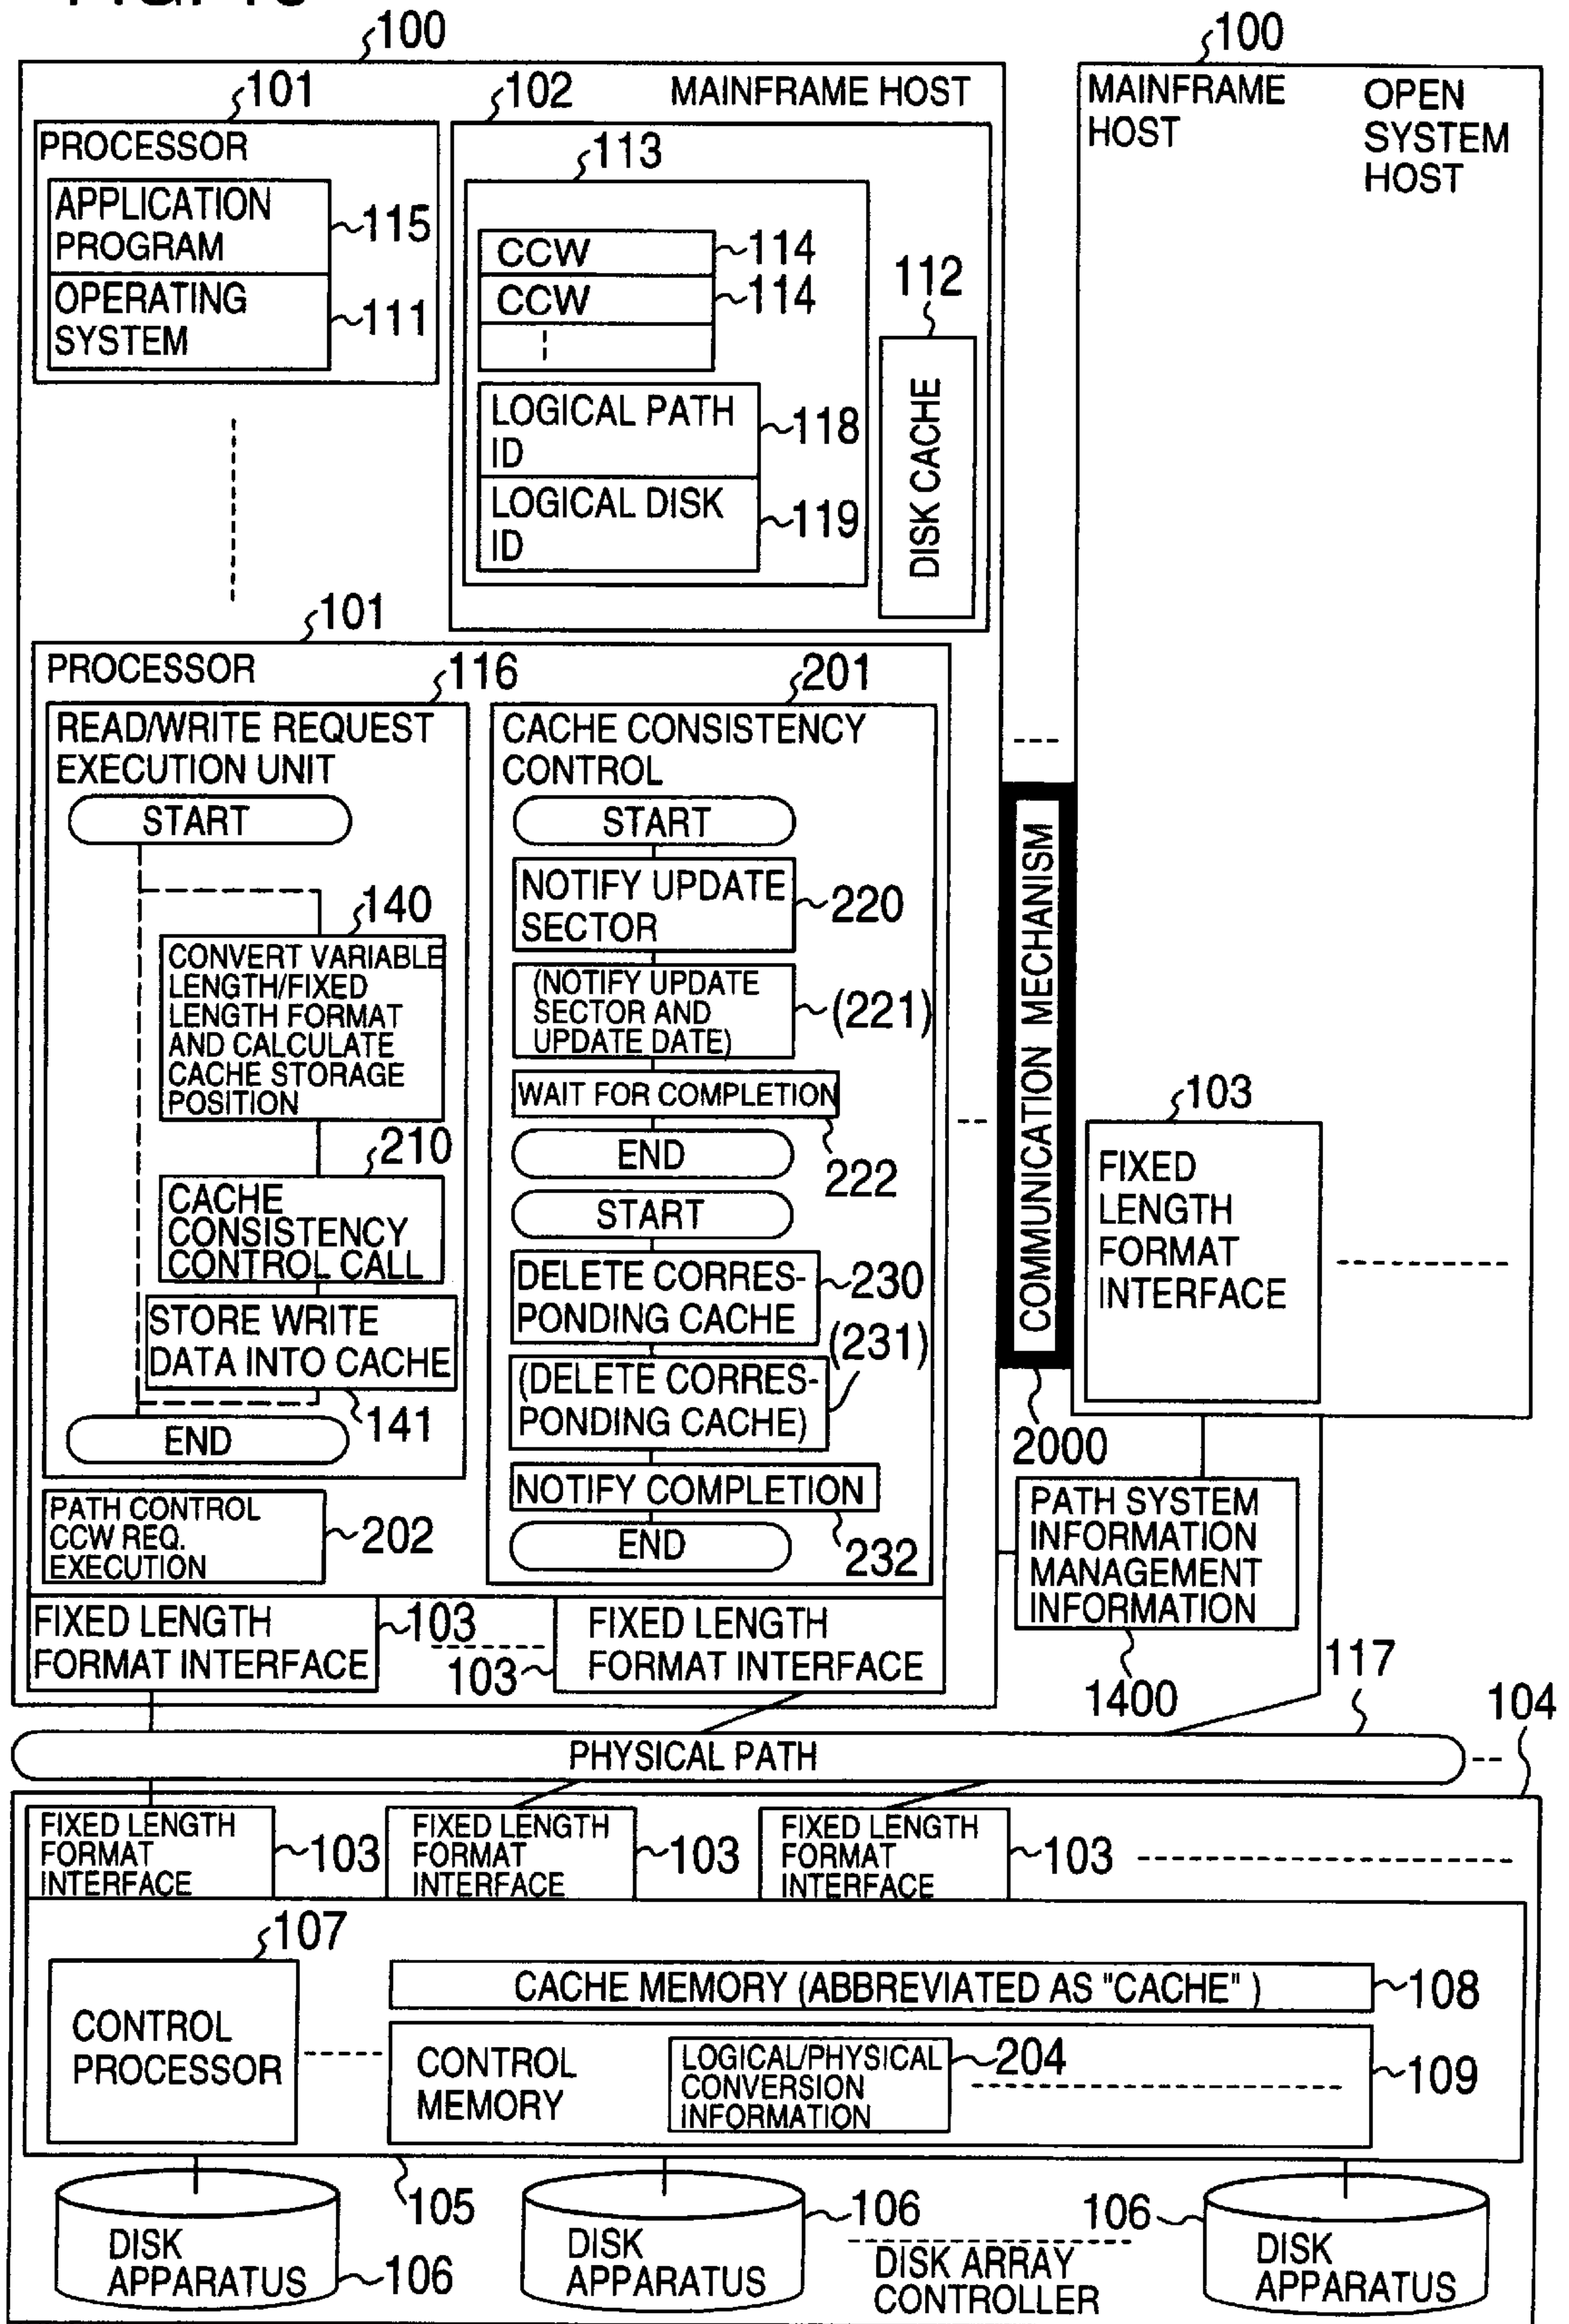 100
100
101
102
MAINFRAME HOST
MAINFRAME
HOST
OPEN
SYSTEM
HOST
PROCESSOR
113
APPLICATION
PROGRAM
115
OPERATING
SYSTEM
111
CCW
114
CCW
114
112
DISK CACHE
LOGICAL PATH
ID
118
LOGICAL DISK
ID
119
101
PROCESSOR
116
201
READ/WRITE REQUEST
EXECUTION UNIT
START
140
CONVERT VARIABLE
LENGTH/FIXED
LENGTH FORMAT
AND CALCULATE
CACHE STORAGE
POSITION
210
CACHE
CONSISTENCY
CONTROL CALL
STORE WRITE
DATA INTO CACHE
141
END
CACHE CONSISTENCY
CONTROL
START
NOTIFY UPDATE
SECTOR
220
(NOTIFY UPDATE
SECTOR AND
UPDATE DATE)
(221)
WAIT FOR COMPLETION
222
END
START
DELETE CORRES-
PONDING CACHE
230
(231)
(DELETE CORRES-
PONDING CACHE)
NOTIFY COMPLETION
232
END
PATH CONTROL
CCW REQ.
EXECUTION
202
COMMUNICATION MECHANISM
2000
103
FIXED
LENGTH
FORMAT
INTERFACE
PATH SYSTEM
INFORMATION
MANAGEMENT
INFORMATION
1400
FIXED LENGTH
FORMAT INTERFACE
103
103
FIXED LENGTH
FORMAT INTERFACE
117
104
PHYSICAL PATH
FIXED LENGTH
FORMAT
INTERFACE
103
FIXED LENGTH
FORMAT
INTERFACE
103
FIXED LENGTH
FORMAT
INTERFACE
103
107
CONTROL
PROCESSOR
CACHE MEMORY (ABBREVIATED AS "CACHE" )
108
CONTROL
MEMORY
LOGICAL/PHYSICAL
CONVERSION
INFORMATION
204
109
105
DISK
APPARATUS
106
DISK
APPARATUS
106
DISK ARRAY
CONTROLLER
106
DISK
APPARATUS